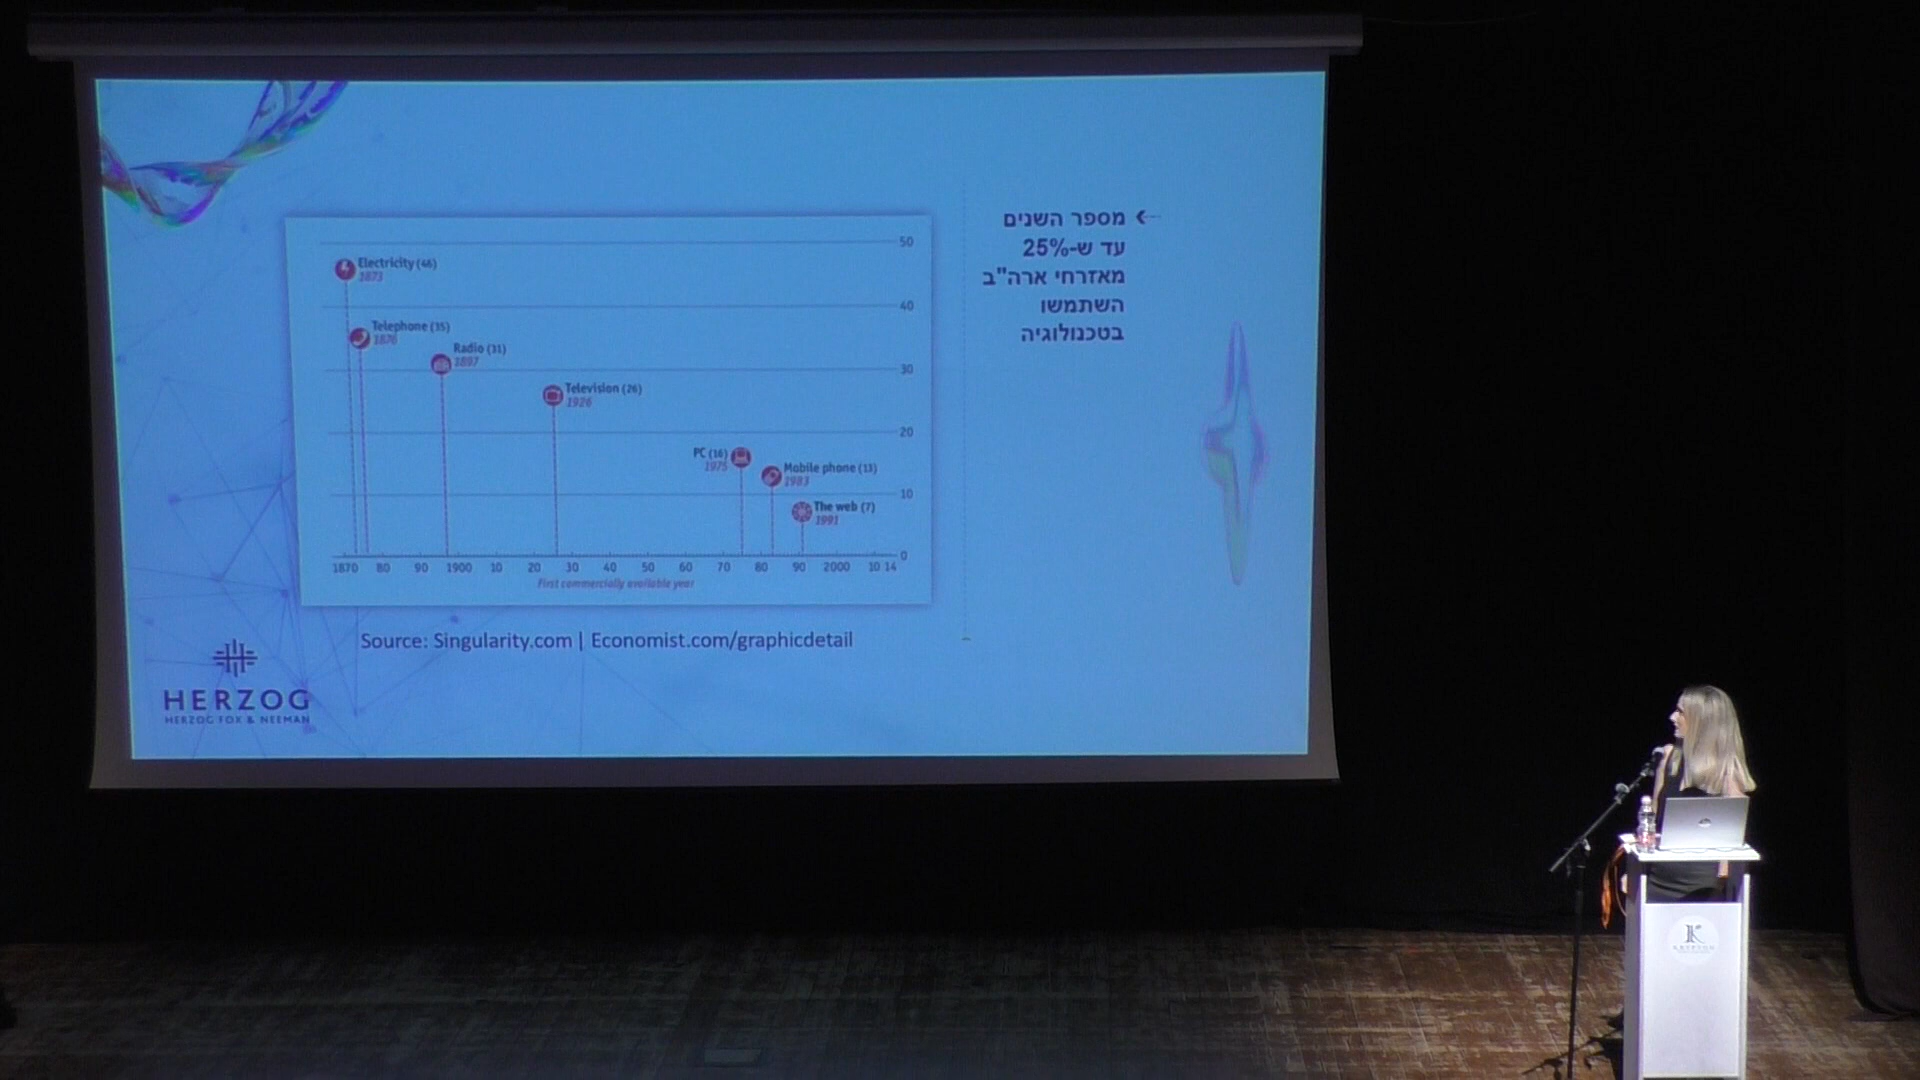 מספר השנים
עד ש-25%
מאזרחי ארה"ב
השתמשו
בטכנולוגיה
50
40
30
20
10
0
Electricity (46)
1873
Telephone (35)
1876
Radio (31)
1897
Television (26)
1926
PC (16)
1975
Mobile phone (13)
1983
The web (7)
1991
1870 80 90 1900 10 20 30 40 50 60 70 80 90 2000 10 14
First commercially available year
Source: Singularity.com | Economist.com/graphicdetail
HERZOG
HERZOG FOX & NEEMAN
KRYPTON